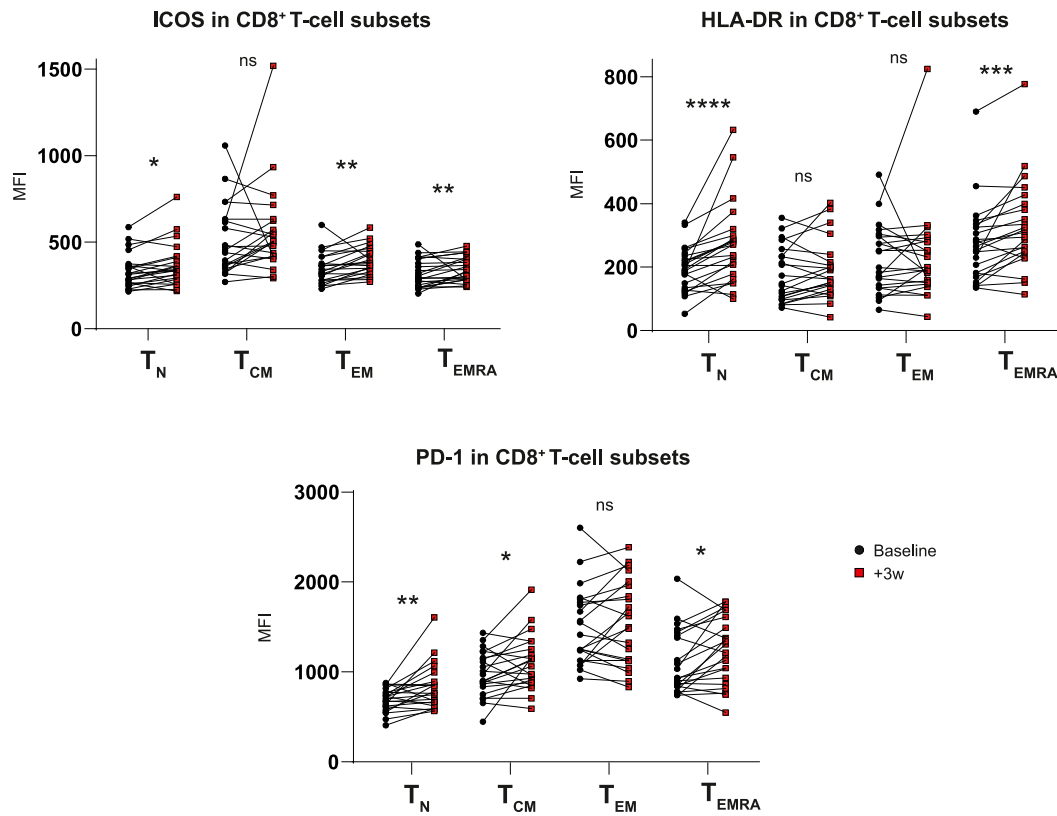 ICOS in CD8⁺ T-cell subsets
MFI
1500
1000
500
0
*
ns
**
**
T_N
T_CM
T_EM
T_EMRA
HLA-DR in CD8⁺ T-cell subsets
MFI
800
600
400
200
0
****
ns
ns
***
T_N
T_CM
T_EM
T_EMRA
PD-1 in CD8⁺ T-cell subsets
MFI
3000
2000
1000
0
**
*
ns
*
T_N
T_CM
T_EM
T_EMRA
Baseline
+3w